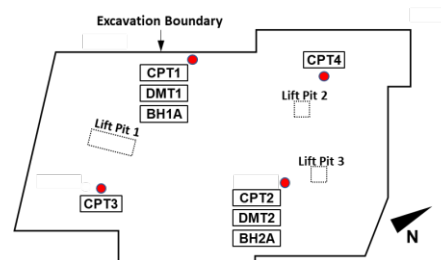 Excavation Boundary
CPT1
DMT1
BH1A
CPT4
Lift Pit 2
Lift Pit 1
Lift Pit 3
CPT3
CPT2
DMT2
BH2A
N